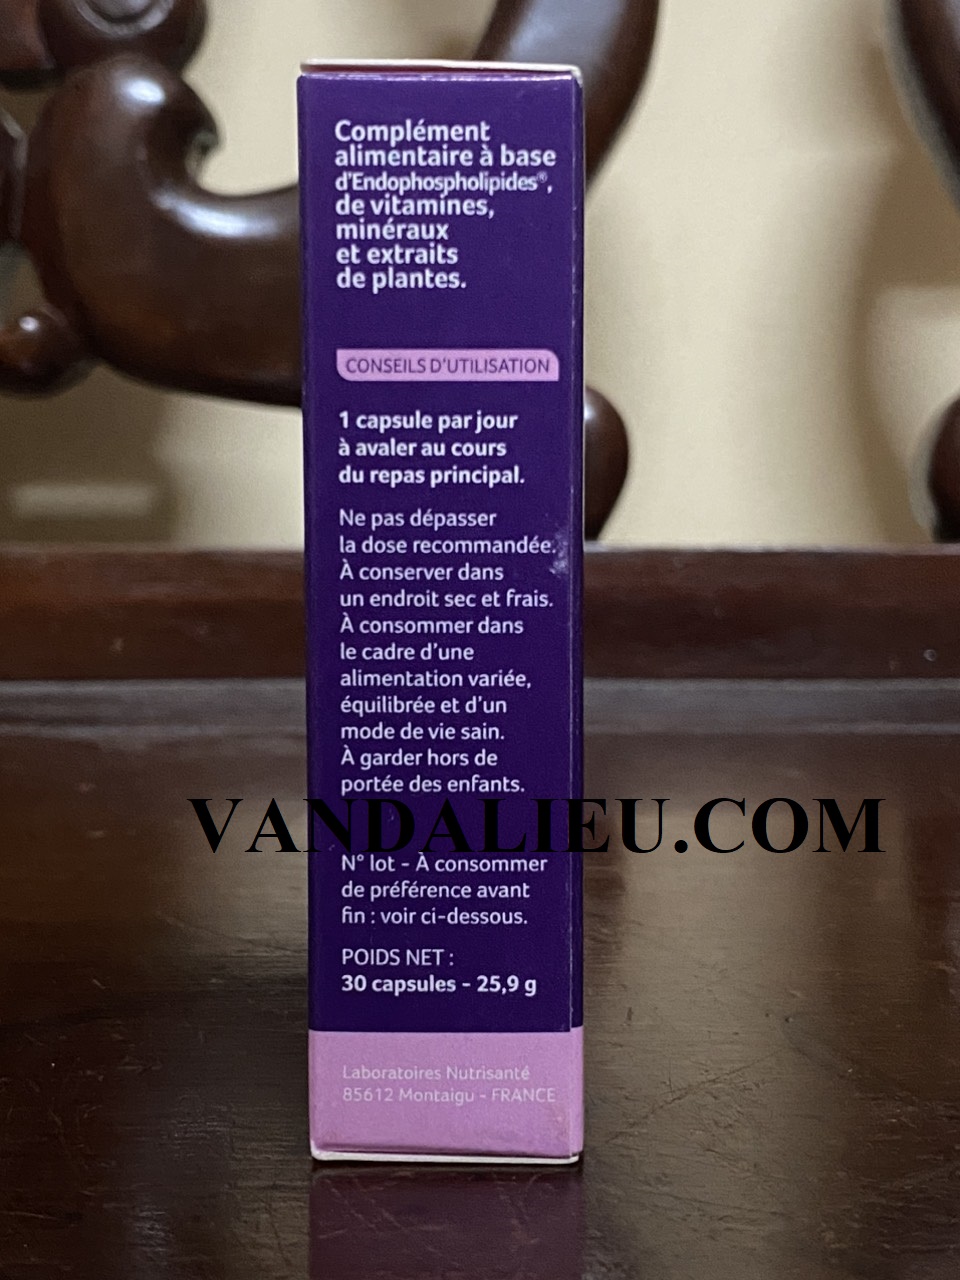 Complément
alimentaire à base
d'Endophospholipides®,
de vitamines,
minéraux
et extraits
de plantes.
CONSEILS D'UTILISATION
1 capsule par jour
à avaler au cours
du repas principal.
Ne pas dépasser
la dose recommandée.
À conserver dans
un endroit sec et frais.
À consommer dans
le cadre d'une
alimentation variée,
équilibrée et d'un
mode de vie sain.
À garder hors de
portée des enfants.
VANDALIEU.COM
N° lot - À consommer
de préférence avant
fin : voir ci-dessous.
POIDS NET :
30 capsules - 25,9 g
Laboratoires Nutrisanté
85612 Montaigu - FRANCE